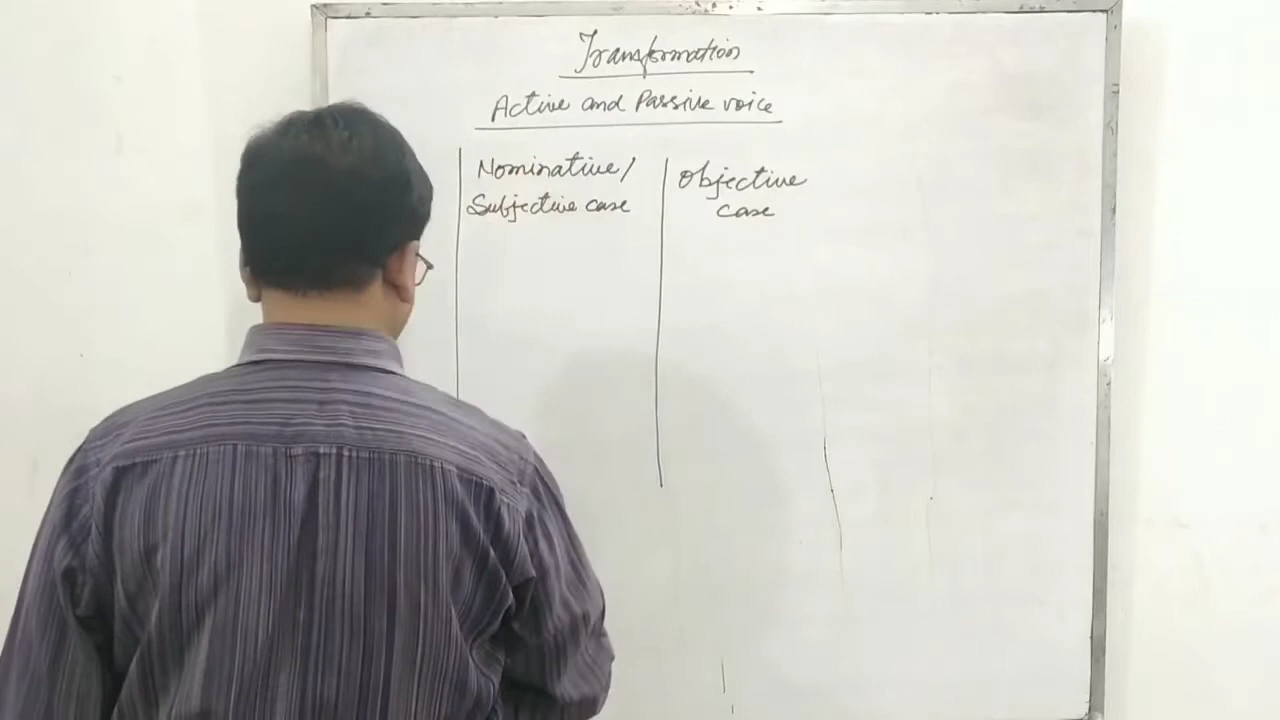 Transformation
Active and Passive voice
Nominative/
Subjective case
Objective
case